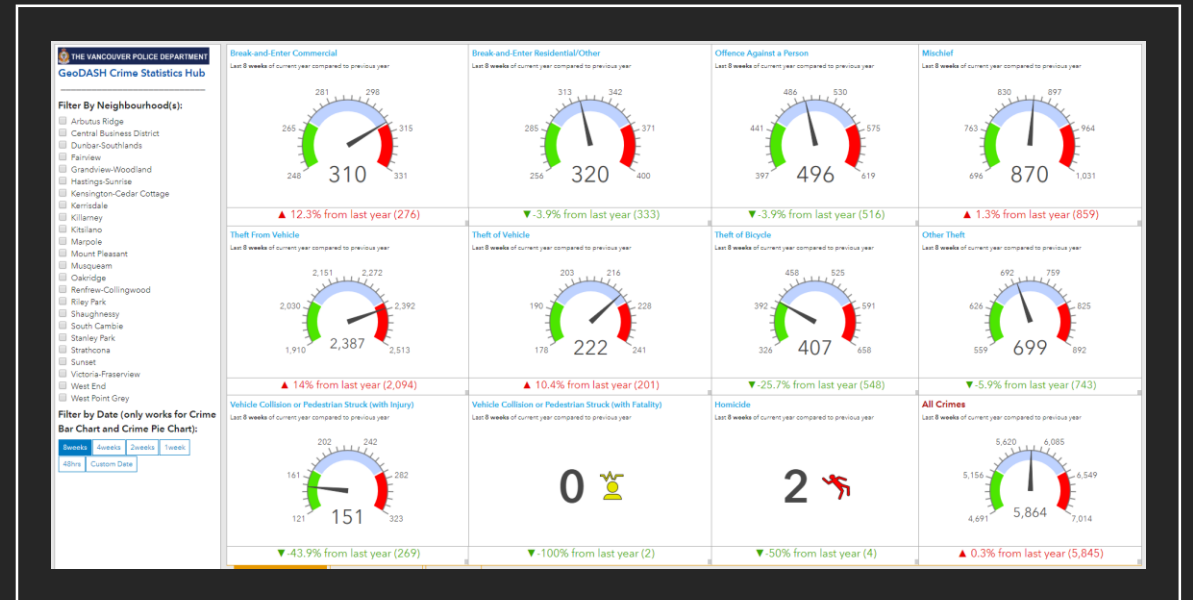 THE VANCOUVER POLICE DEPARTMENT
GeoDASH Crime Statistics Hub
Filter By Neighbourhood(s):
Arbutus Ridge
Central Business District
Dunbar-Southlands
Fairview
Grandview-Woodland
Hastings-Sunrise
Kensington-Cedar Cottage
Kerrisdale
Killarney
Kitsilano
Marpole
Mount Pleasant
Musqueam
Oakridge
Renfrew-Collingwood
Riley Park
Shaughnessy
South Cambie
Stanley Park
Strathcona
Sunset
Victoria-Fraserview
West End
West Point Grey
Filter by Date (only works for Crime
Bar Chart and Crime Pie Chart):
8weeks 4weeks 2weeks 1week
48hrs Custom Date
Break-and-Enter Commercial
Last 8 weeks of current year compared to previous year
281 298
265 315
248 310 331
▲ 12.3% from last year (276)
Break-and-Enter Residential/Other
Last 8 weeks of current year compared to previous year
313 342
285 371
256 320 400
▼-3.9% from last year (333)
Offence Against a Person
Last 8 weeks of current year compared to previous year
486 530
441 575
397 496 619
▼-3.9% from last year (516)
Mischief
Last 8 weeks of current year compared to previous year
830 897
763 964
696 870 1,031
▲ 1.3% from last year (859)
Theft From Vehicle
Last 8 weeks of current year compared to previous year
2,151 2,272
2,030 2,392
1,910 2,387 2,513
▲ 14% from last year (2,094)
Theft of Vehicle
Last 8 weeks of current year compared to previous year
203 216
190 228
178 222 241
▲ 10.4% from last year (201)
Theft of Bicycle
Last 8 weeks of current year compared to previous year
458 525
392 591
326 407 658
▼-25.7% from last year (548)
Other Theft
Last 8 weeks of current year compared to previous year
692 759
626 825
559 699 892
▼-5.9% from last year (743)
Vehicle Collision or Pedestrian Struck (with Injury)
Last 8 weeks of current year compared to previous year
202 242
161 282
121 151 323
▼-43.9% from last year (269)
Vehicle Collision or Pedestrian Struck (with Fatality)
Last 8 weeks of current year compared to previous year
0
▼-100% from last year (2)
Homicide
Last 8 weeks of current year compared to previous year
2
▼-50% from last year (4)
All Crimes
Last 8 weeks of current year compared to previous year
5,620 6,085
5,156 6,549
4,691 5,864 7,014
▲ 0.3% from last year (5,845)